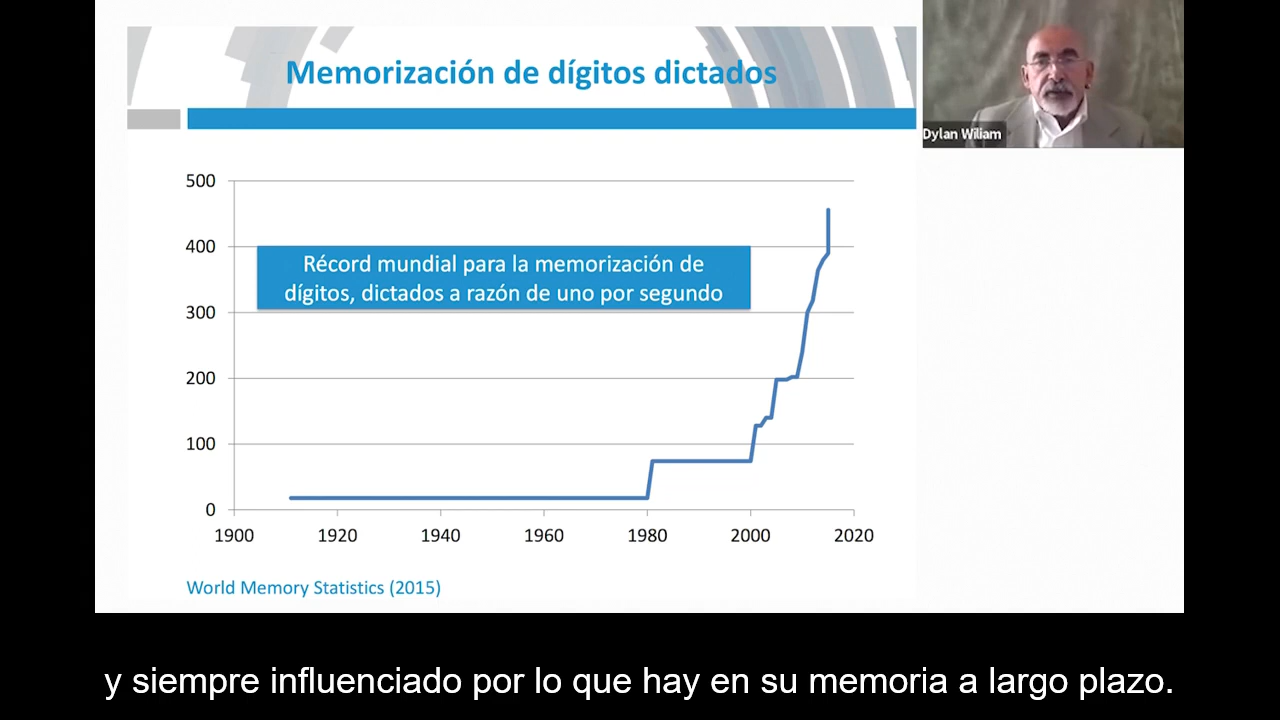 Memorización de dígitos dictados
Dylan Wiliam
500
400
Récord mundial para la memorización de
dígitos, dictados a razón de uno por segundo
300
200
100
0
1900 1920 1940 1960 1980 2000 2020
World Memory Statistics (2015)
y siempre influenciado por lo que hay en su memoria a largo plazo.